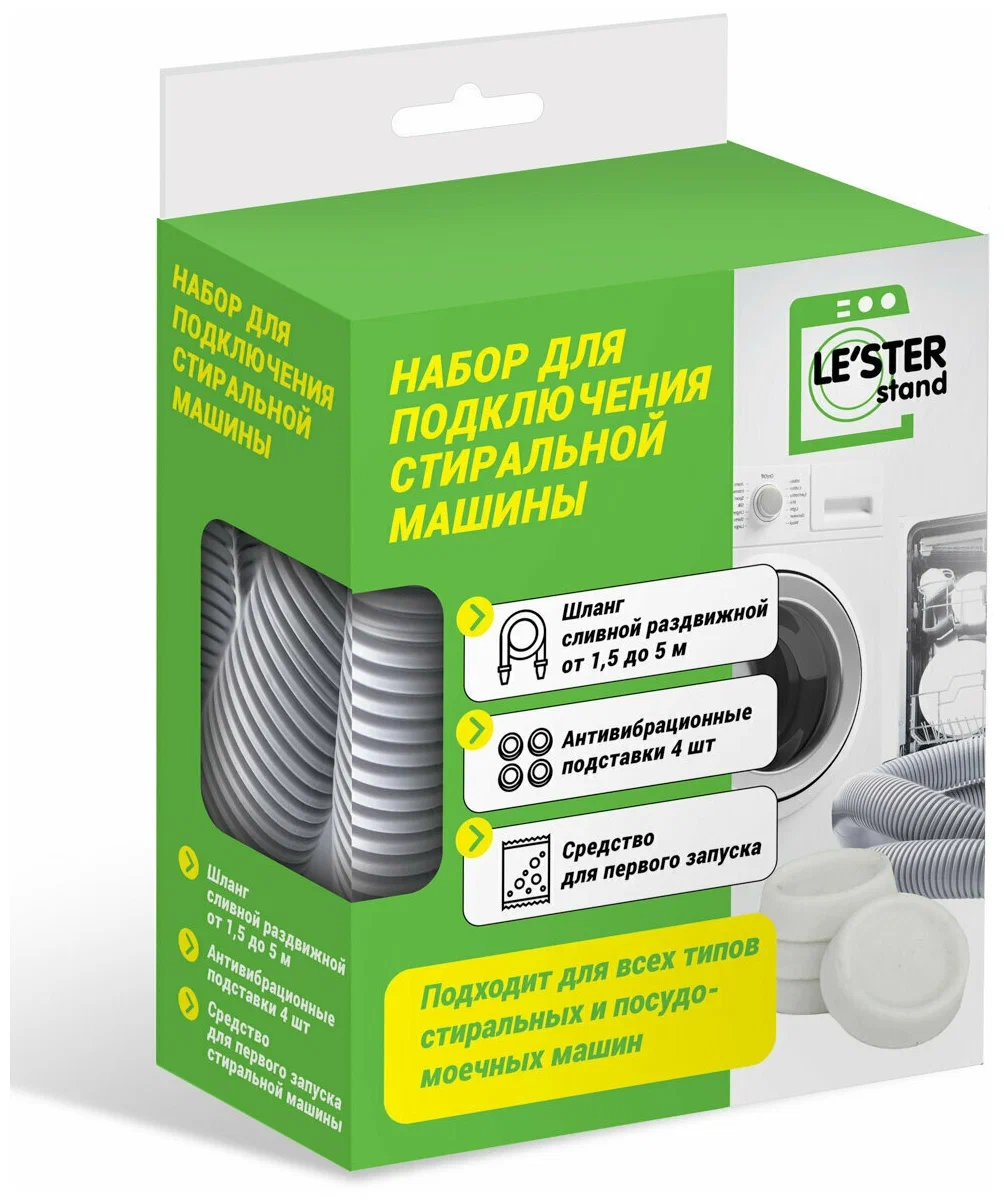 НАБОР ДЛЯ
ПОДКЛЮЧЕНИЯ
СТИРАЛЬНОЙ
МАШИНЫ
Шланг
сливной раздвижной
от 1,5 до 5 м
Антивибрационные
подставки 4 шт
Средство
для первого запуска
стиральной машины
НАБОР ДЛЯ
ПОДКЛЮЧЕНИЯ
СТИРАЛЬНОЙ
МАШИНЫ
LE'STER
stand
Шланг
сливной раздвижной
от 1,5 до 5 м
Антивибрационные
подставки 4 шт
Средство
для первого запуска
Подходит для всех типов
стиральных и посудо-
моечных машин